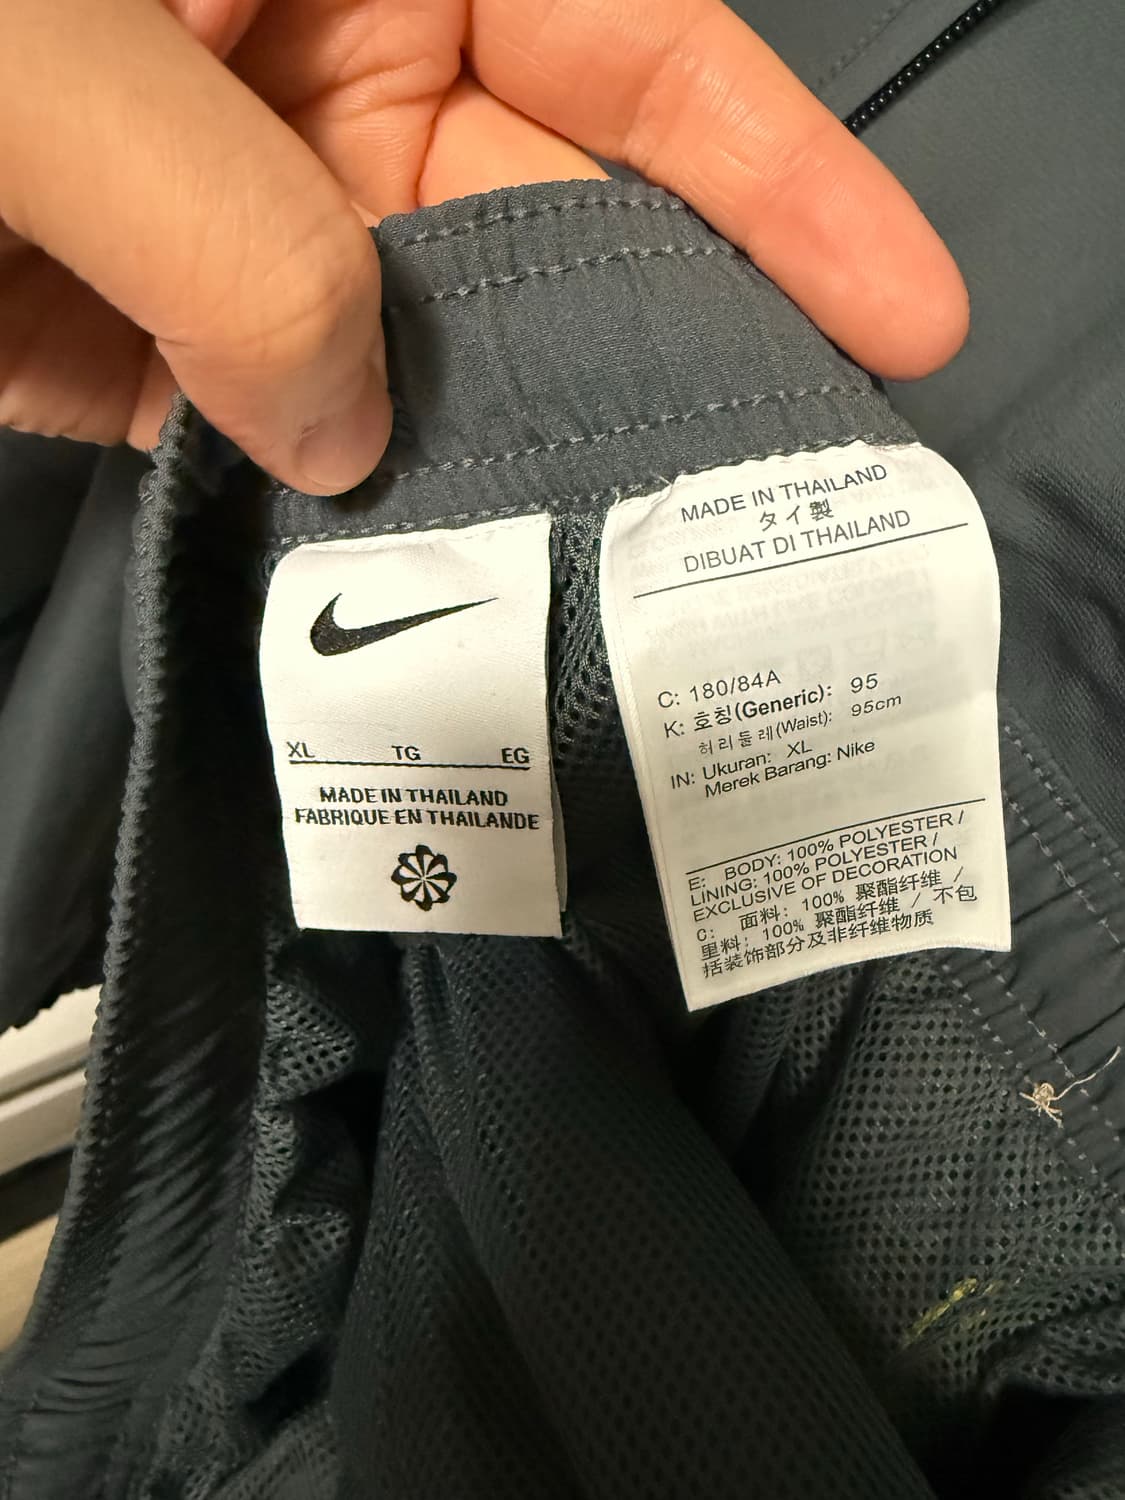 XL TG EG
MADE IN THAILAND
FABRIQUE EN THAILANDE
MADE IN THAILAND
タイ製
DIBUAT DI THAILAND
C: 180/84A
K: 호칭(Generic): 95
허리둘레(Waist): 95cm
IN: Ukuran: XL
Merek Barang: Nike
E: BODY: 100% POLYESTER /
LINING: 100% POLYESTER /
EXCLUSIVE OF DECORATION
C: 面料: 100% 聚酯纤维 /
里料: 100% 聚酯纤维 / 不包
括装饰部分及非纤维物质